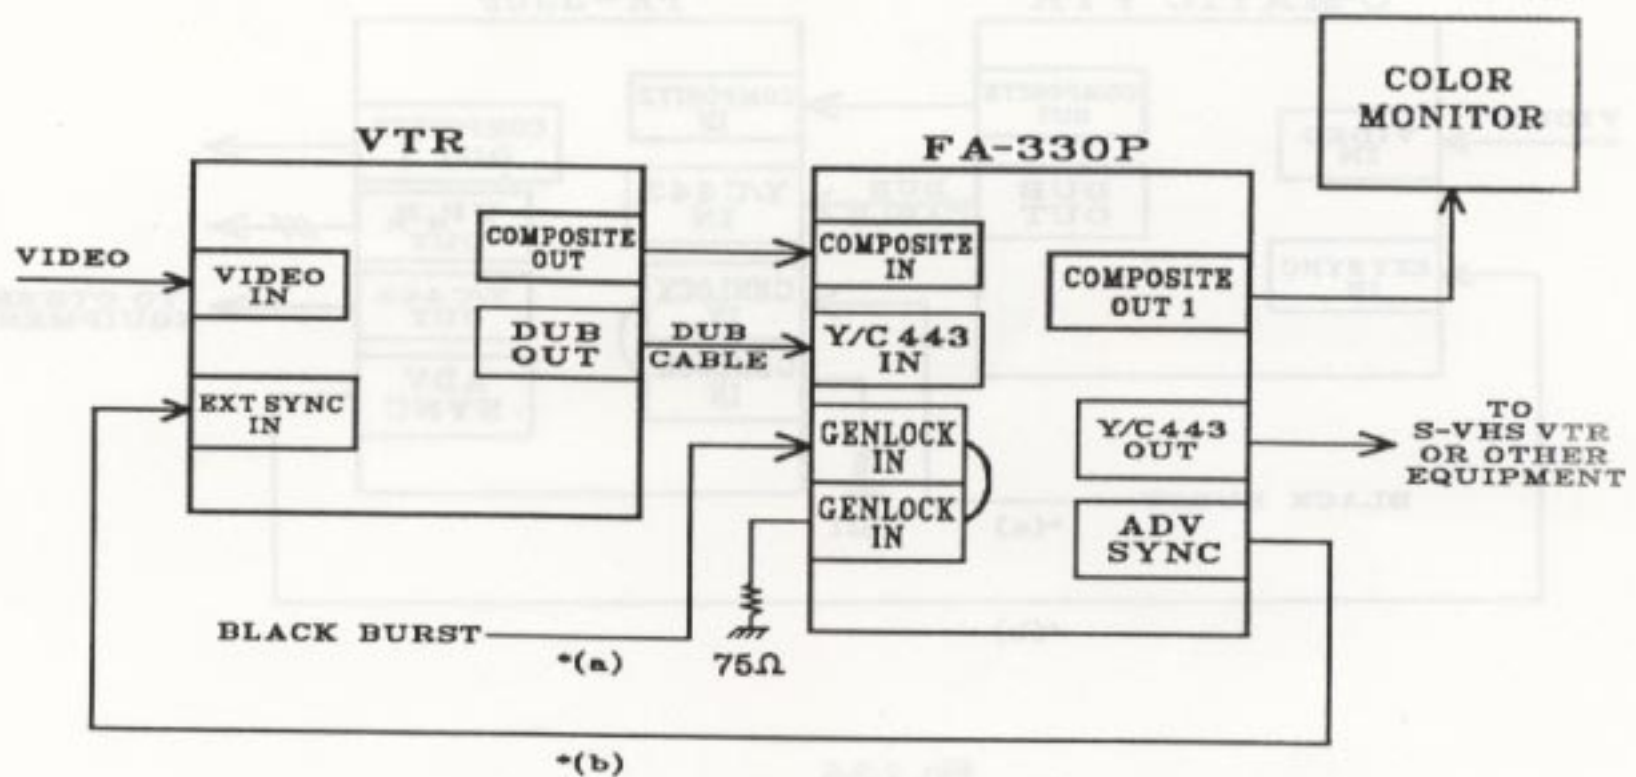 COLOR
MONITOR
VTR
FA-330P
VIDEO
VIDEO
IN
COMPOSITE
OUT
COMPOSITE
IN
COMPOSITE
OUT 1
DUB
OUT
DUB
CABLE
Y/C 443
IN
EXT SYNC
IN
GENLOCK
IN
Y/C443
OUT
TO
S-VHS VTR
OR OTHER
EQUIPMENT
GENLOCK
IN
ADV
SYNC
BLACK BURST
*(a)
75Ω
*(b)